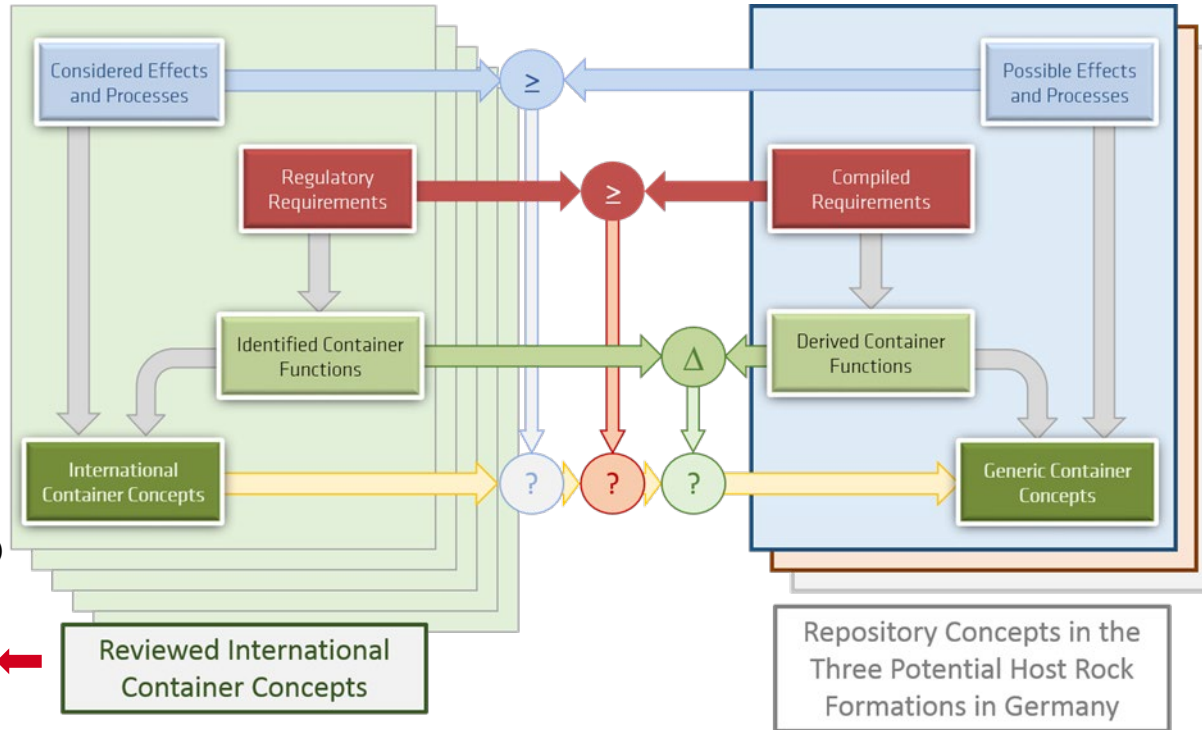 Considered Effects
and Processes
≥
Possible Effects
and Processes
Regulatory
Requirements
≥
Compiled
Requirements
Identified Container
Functions
Δ
Derived Container
Functions
International
Container Concepts
?
?
?
Generic Container
Concepts
)
Reviewed International
Container Concepts
Repository Concepts in the
Three Potential Host Rock
Formations in Germany